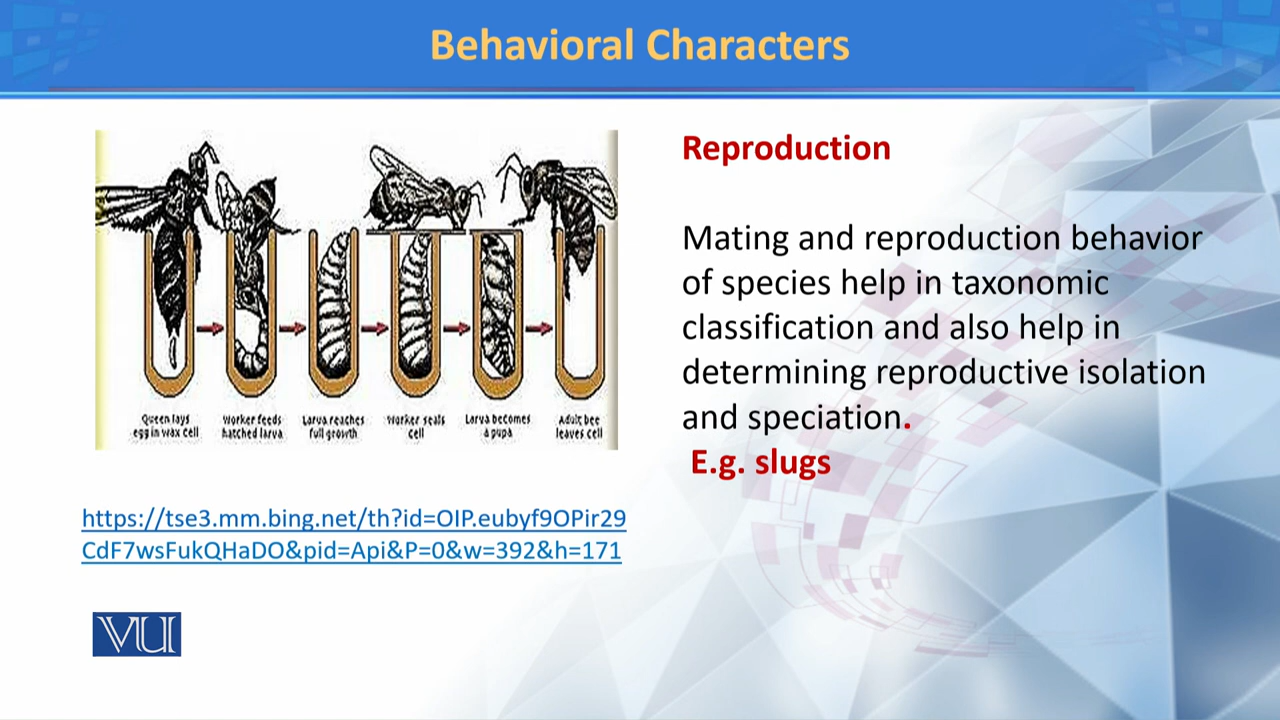 Behavioral Characters
Queen lays
egg in wax cell
Worker feeds
hatched larva
Larva reaches
full growth
Worker seals
cell
Larva becomes
a pupa
Adult bee
leaves cell
https://tse3.mm.bing.net/th?id=OIP.eubyf9OPir29
CdF7wsFukQHaDO&pid=Api&P=0&w=392&h=171
VU
Reproduction
Mating and reproduction behavior
of species help in taxonomic
classification and also help in
determining reproductive isolation
and speciation.
E.g. slugs